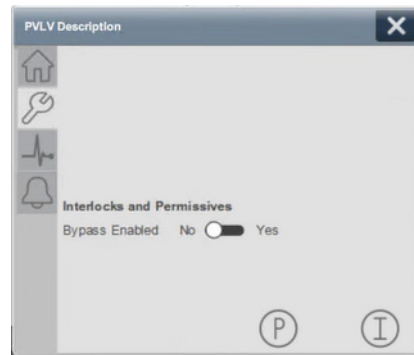 PVLV Description
Interlocks and Permissives
Bypass Enabled No Yes
P I